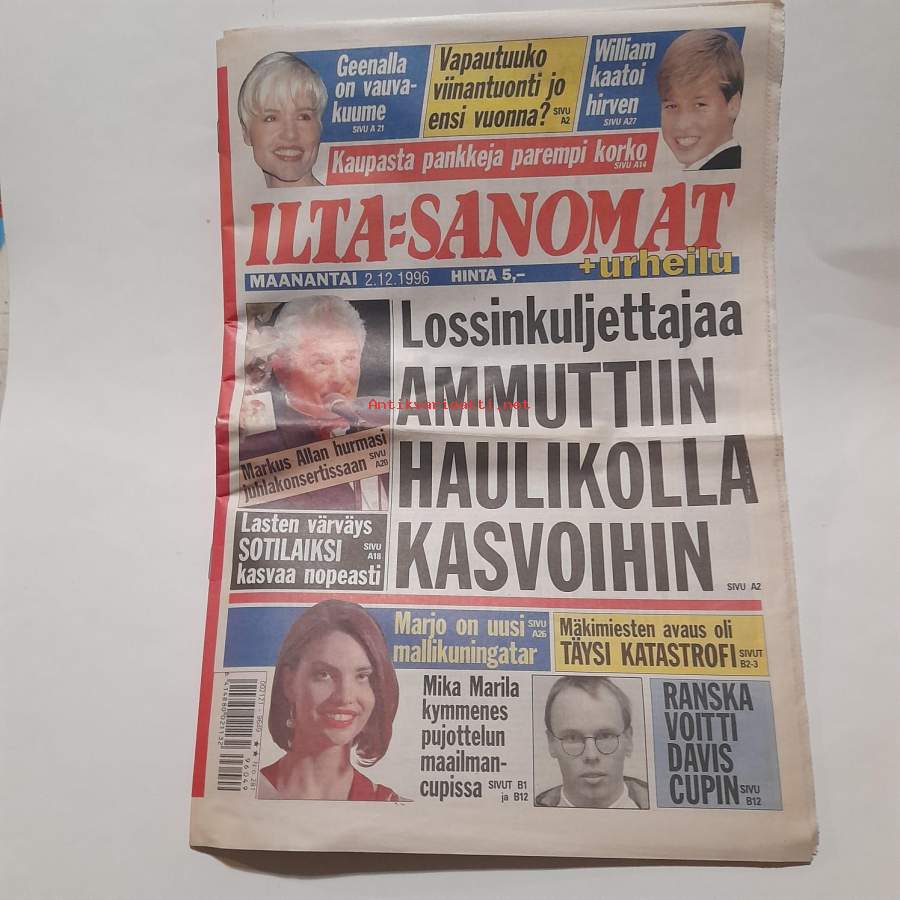 Geenalla
on vauva-
kuume
SIVU A 21
Vapautuuko
viinantuonti jo
ensi vuonna? SIVU A2
William
kaatoi
hirven
SIVU A27
Kaupasta pankkeja parempi korko
SIVU A14
ILTA=SANOMAT
+urheilu
MAANANTAI 2.12.1996 HINTA 5,–
Lossinkuljettajaa
AMMUTTIIN
HAULIKOLLA
KASVOIHIN
SIVU A2
Antikvariaatti.net
Markus Allan hurmasi
juhlakonsertissaan SIVU A20
Lasten värväys
SOTILAIKSI SIVU A18
kasvaa nopeasti
Marjo on uusi SIVU A26
mallikuningatar
Mäkimiesten avaus oli
TÄYSI KATASTROFI SIVUT B2-3
Mika Marila
kymmenes
pujottelun
maailman-
cupissa SIVUT B1 ja B12
RANSKA
VOITTI
DAVIS
CUPIN SIVU B12
96049